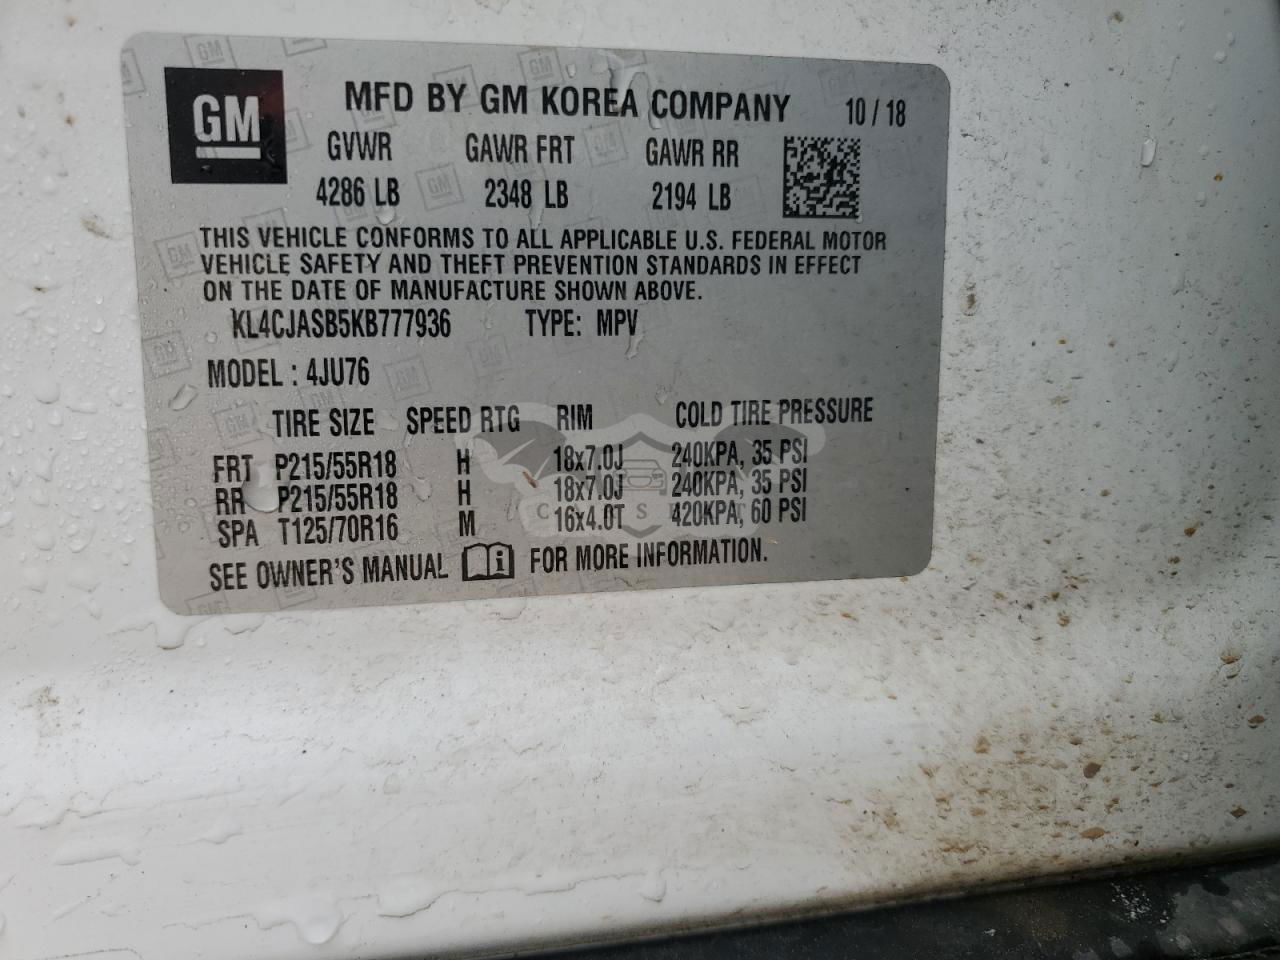 GM MFD BY GM KOREA COMPANY 10/18
GVWR GAWR FRT GAWR RR
4286 LB 2348 LB 2194 LB
THIS VEHICLE CONFORMS TO ALL APPLICABLE U.S. FEDERAL MOTOR
VEHICLE SAFETY AND THEFT PREVENTION STANDARDS IN EFFECT
ON THE DATE OF MANUFACTURE SHOWN ABOVE.
KL4CJASB5KB777936 TYPE: MPV
MODEL : 4JU76
TIRE SIZE SPEED RTG RIM COLD TIRE PRESSURE
FRT P215/55R18 H 18x7.0J 240KPA, 35 PSI
RR P215/55R18 H 18x7.0J 240KPA, 35 PSI
SPA T125/70R16 M 16x4.0T 420KPA, 60 PSI
SEE OWNER'S MANUAL FOR MORE INFORMATION.